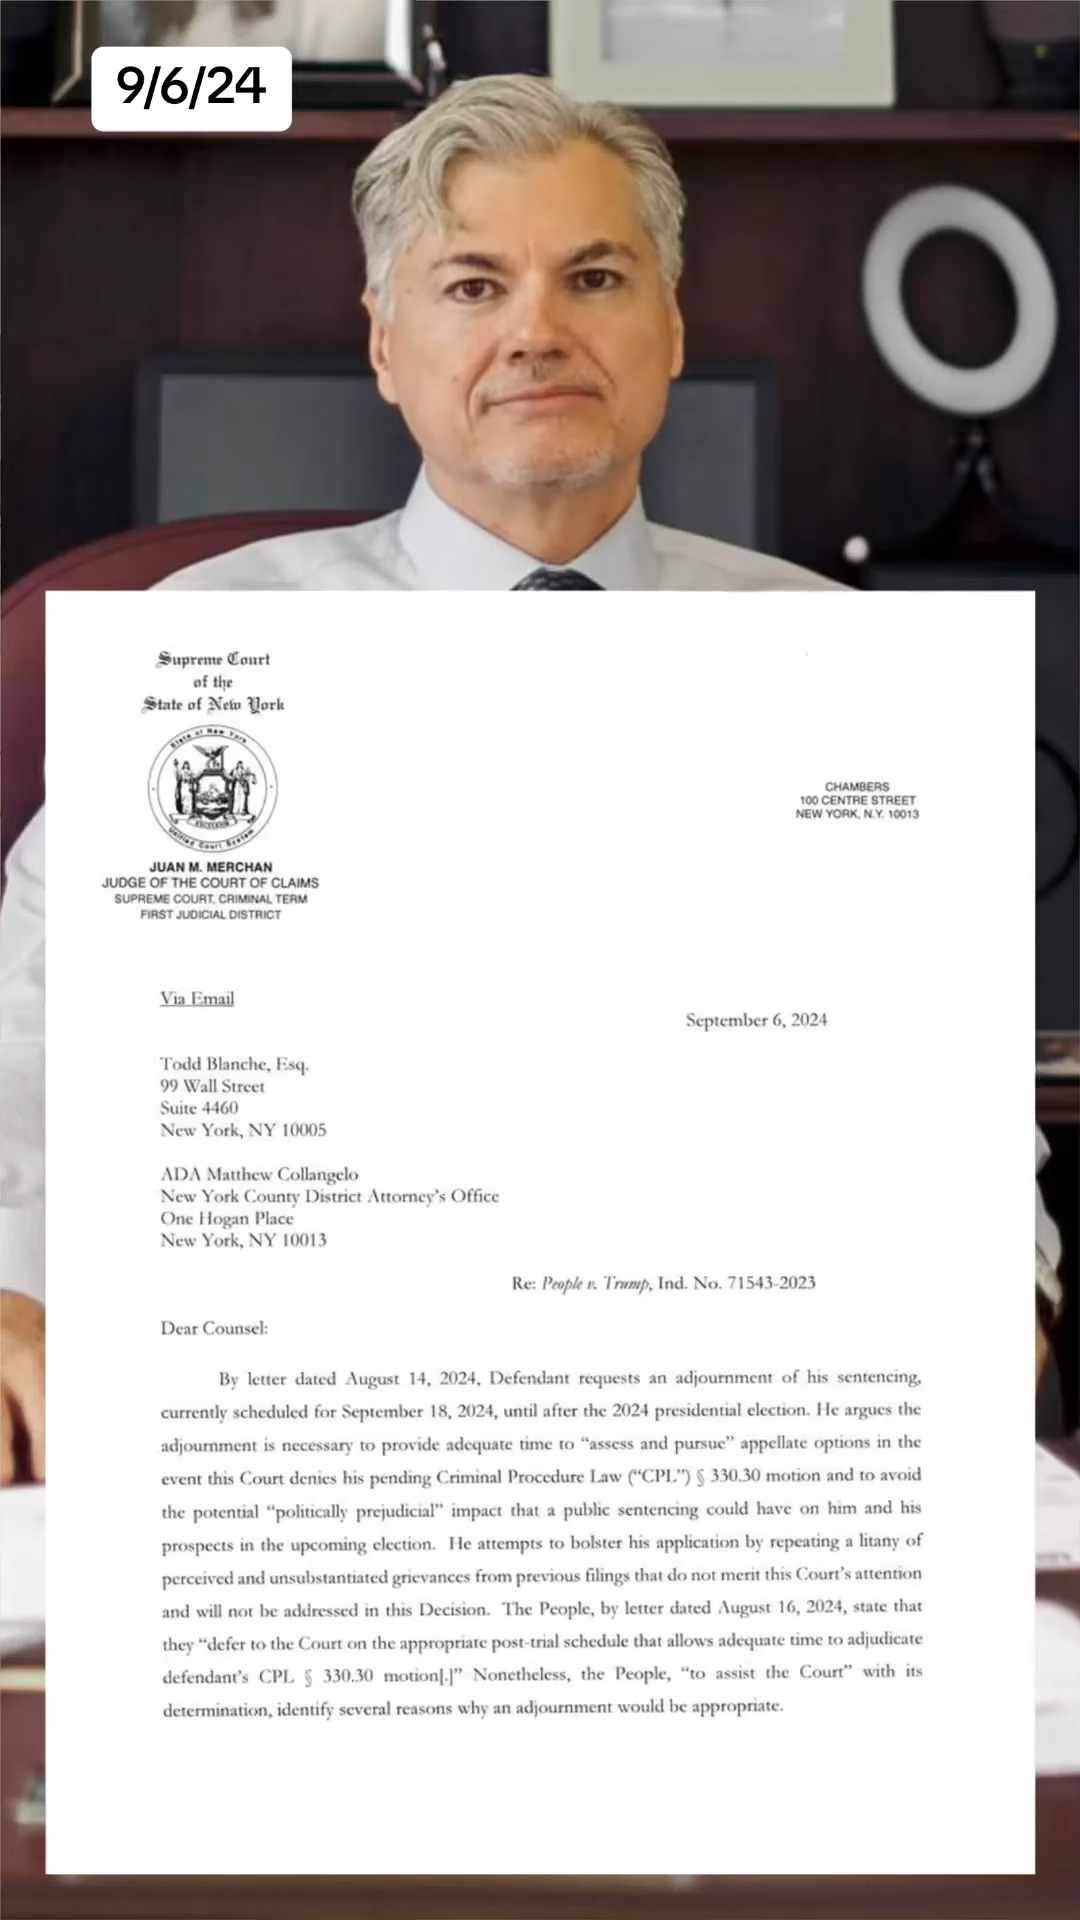 9/6/24
Supreme Court
of the
State of New York
State of New York
Unified Court System
JUAN M. MERCHAN
JUDGE OF THE COURT OF CLAIMS
SUPREME COURT, CRIMINAL TERM
FIRST JUDICIAL DISTRICT
CHAMBERS
100 CENTRE STREET
NEW YORK, N.Y. 10013
Via Email
September 6, 2024
Todd Blanche, Esq.
99 Wall Street
Suite 4460
New York, NY 10005
ADA Matthew Collangelo
New York County District Attorney's Office
One Hogan Place
New York, NY 10013
Re: People v. Trump, Ind. No. 71543-2023
Dear Counsel:
By letter dated August 14, 2024, Defendant requests an adjournment of his sentencing,
currently scheduled for September 18, 2024, until after the 2024 presidential election. He argues the
adjournment is necessary to provide adequate time to “assess and pursue” appellate options in the
event this Court denies his pending Criminal Procedure Law (“CPL”) § 330.30 motion and to avoid
the potential “politically prejudicial” impact that a public sentencing could have on him and his
prospects in the upcoming election. He attempts to bolster his application by repeating a litany of
perceived and unsubstantiated grievances from previous filings that do not merit this Court's attention
and will not be addressed in this Decision. The People, by letter dated August 16, 2024, state that
they “defer to the Court on the appropriate post-trial schedule that allows adequate time to adjudicate
defendant's CPL § 330.30 motion[.]” Nonetheless, the People, “to assist the Court” with its
determination, identify several reasons why an adjournment would be appropriate.